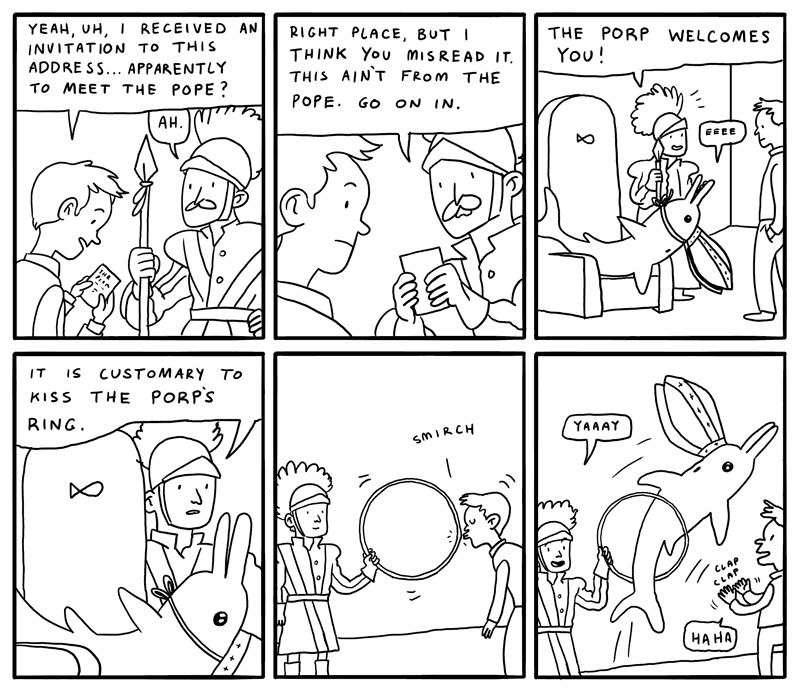 YEAH, UH, I RECEIVED AN
INVITATION TO THIS
ADDRESS... APPARENTLY
TO MEET THE POPE?
AH.
RIGHT PLACE, BUT I
THINK YOU MISREAD IT.
THIS AIN'T FROM THE
POPE. GO ON IN.
THE PORP WELCOMES
YOU!
EEEE
IT IS CUSTOMARY TO
KISS THE PORP'S
RING.
SMIRCH
YAAAY
CLAP
CLAP
HA HA